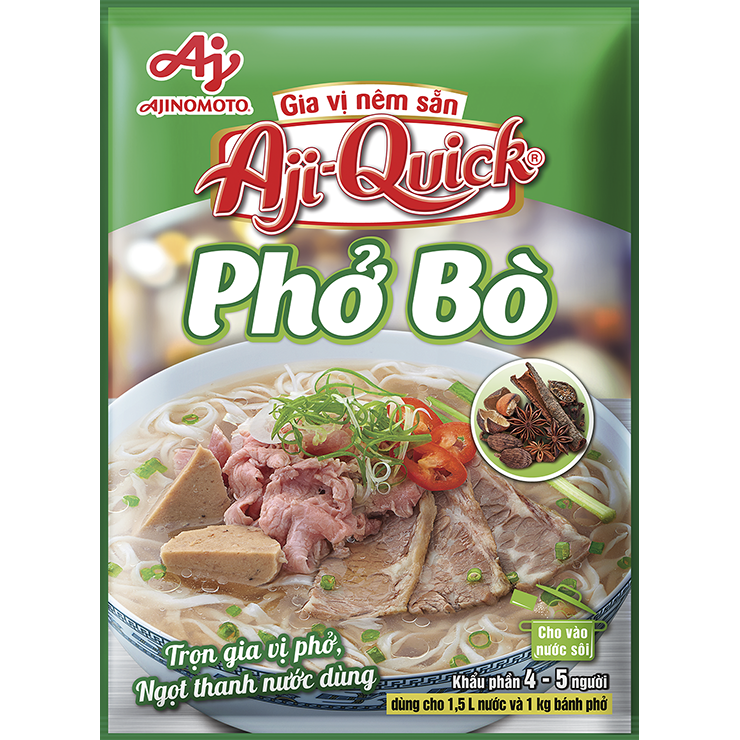 Aj
AJINOMOTO®
Gia vị nêm sẵn
Aji-Quick®
Phở Bò
Trọn gia vị phở,
Ngọt thanh nước dùng
Cho vào
nước sôi
Khẩu phần 4 - 5 người
dùng cho 1,5 L nước và 1 kg bánh phở